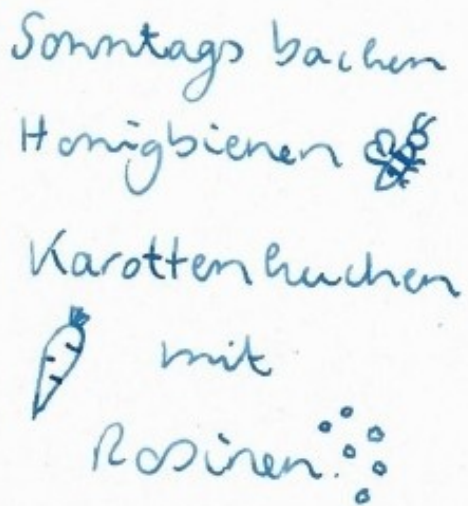 Sonntags backen
Honigbienen
Karottenkuchen
mit
Rosinen.